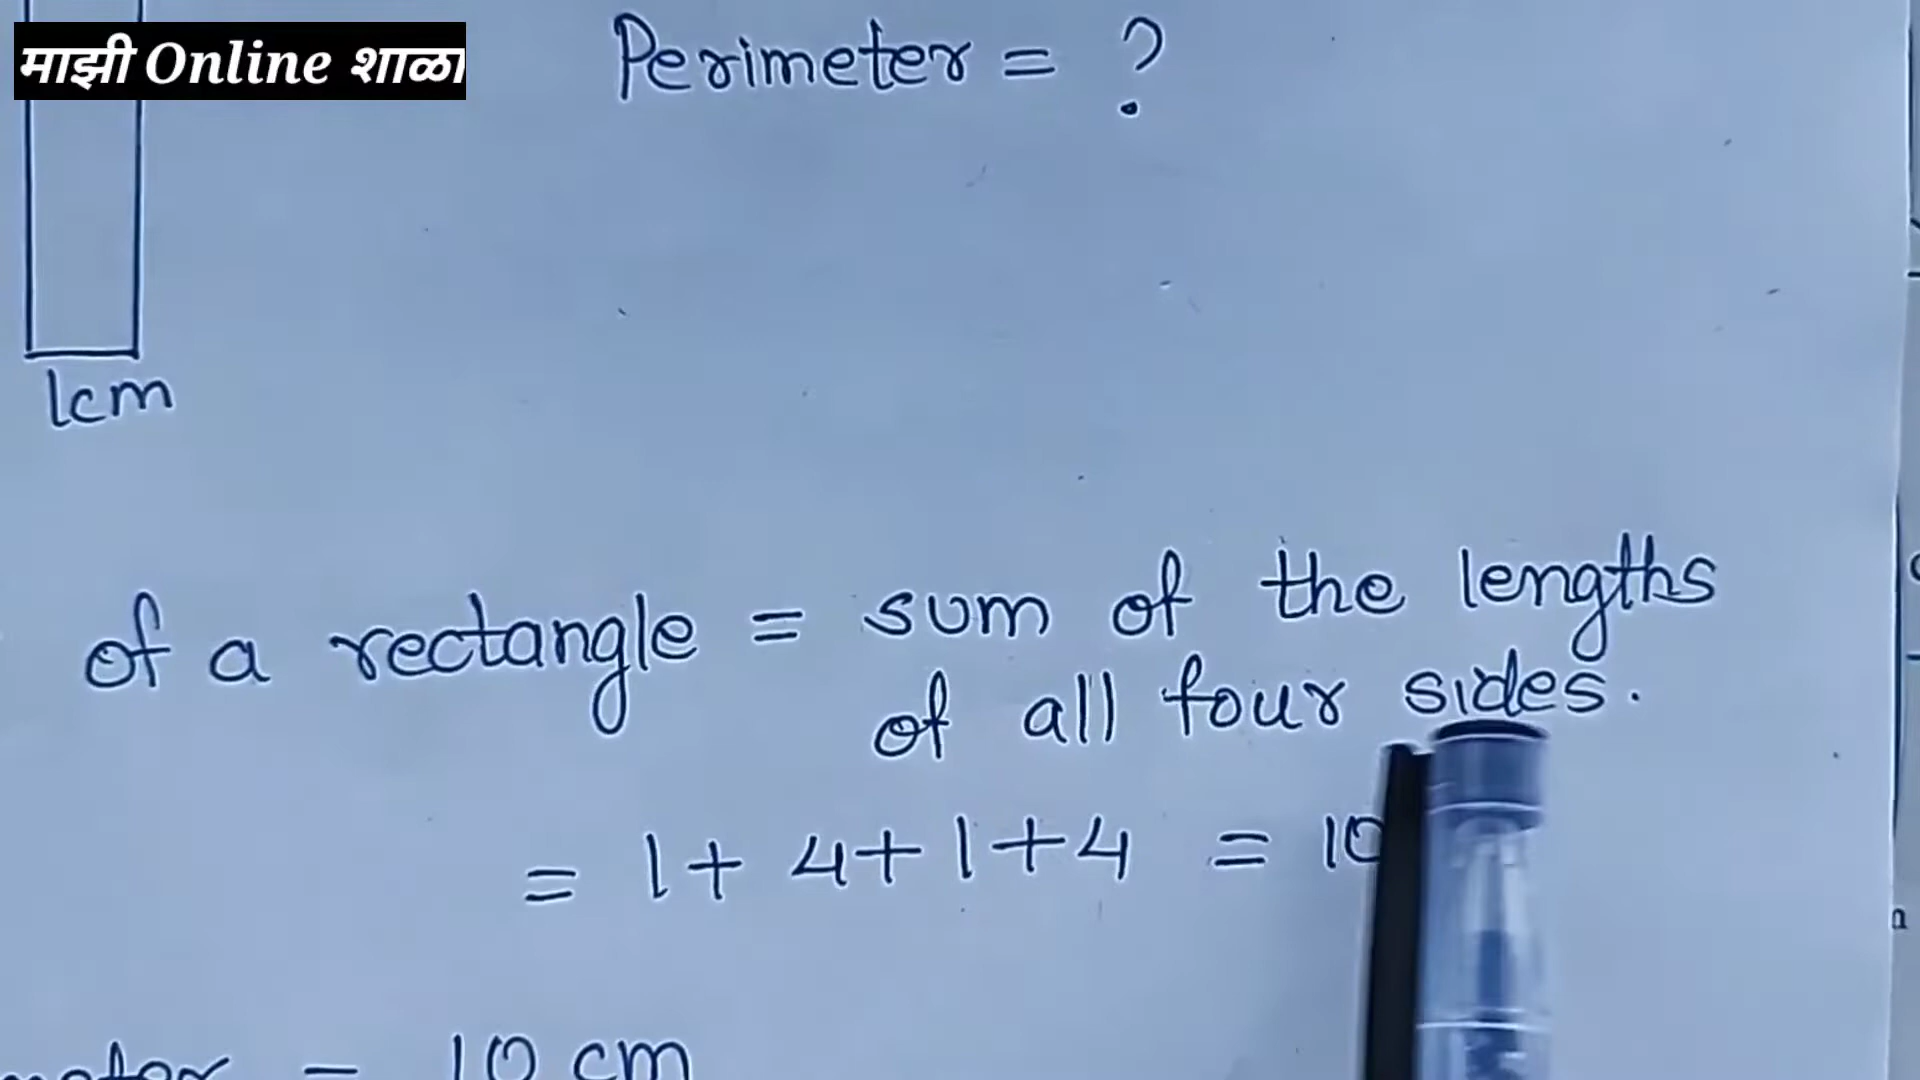 माझी Online शाळा
Perimeter = ?
1cm
of a rectangle = sum of the lengths
of all four sides.
= 1 + 4 + 1 + 4 = 10
= 10 cm